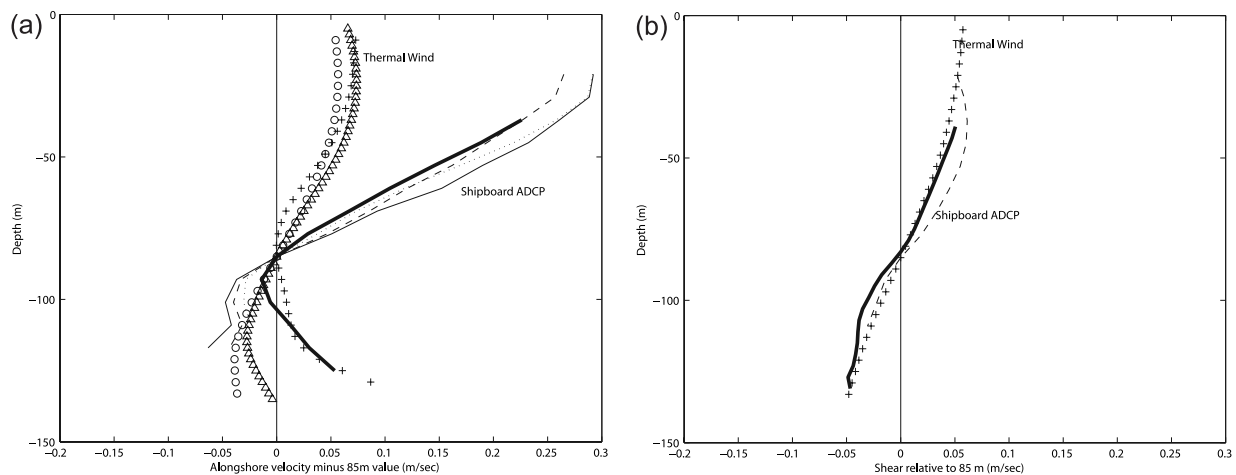 (a)
0
−50
−100
−150
Depth (m)
Thermal Wind
Shipboard ADCP
−0.2 −0.15 −0.1 −0.05 0 0.05 0.1 0.15 0.2 0.25 0.3
Alongshore velocity minus 85m value (m/sec)
(b)
0
−50
−100
−150
Depth (m)
Thermal Wind
Shipboard ADCP
−0.2 −0.15 −0.1 −0.05 0 0.05 0.1 0.15 0.2 0.25 0.3
Shear relative to 85 m (m/sec)